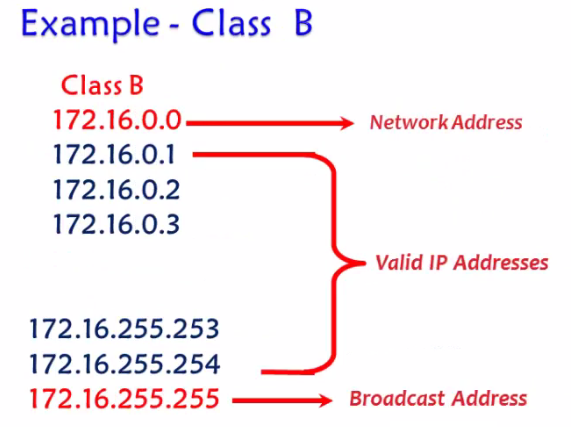 Example - Class B
Class B
172.16.0.0
Network Address
172.16.0.1
172.16.0.2
172.16.0.3
Valid IP Addresses
172.16.255.253
172.16.255.254
172.16.255.255
Broadcast Address